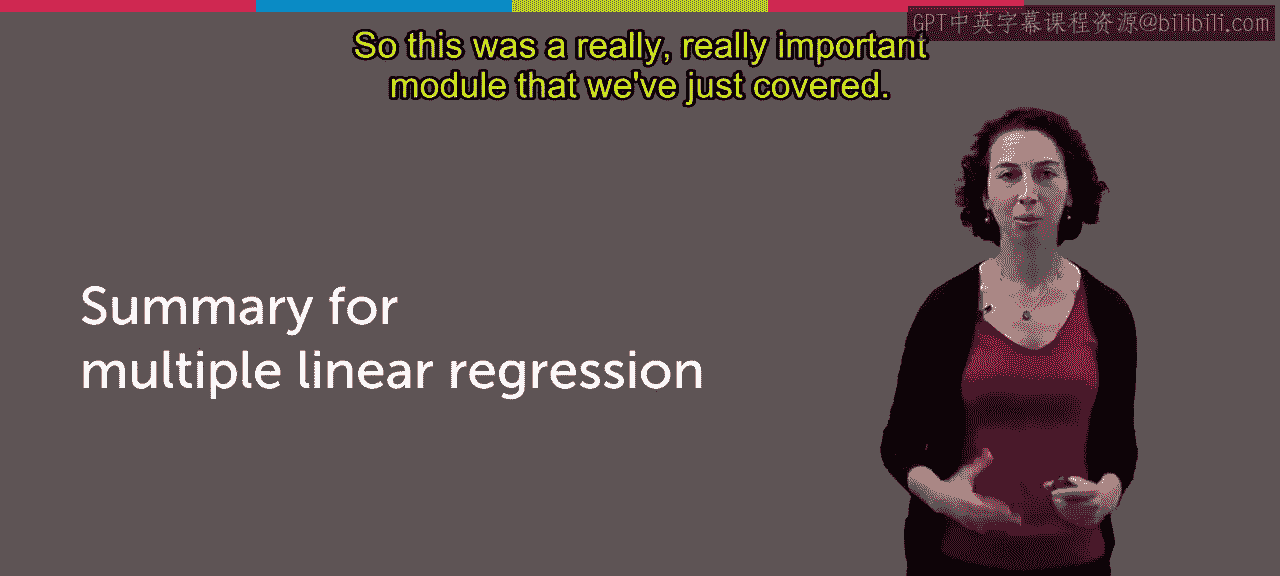 GPT中英字幕课程资源@bilibili.com
So this was a really, really important
module that we've just covered.
Summary for
multiple linear regression